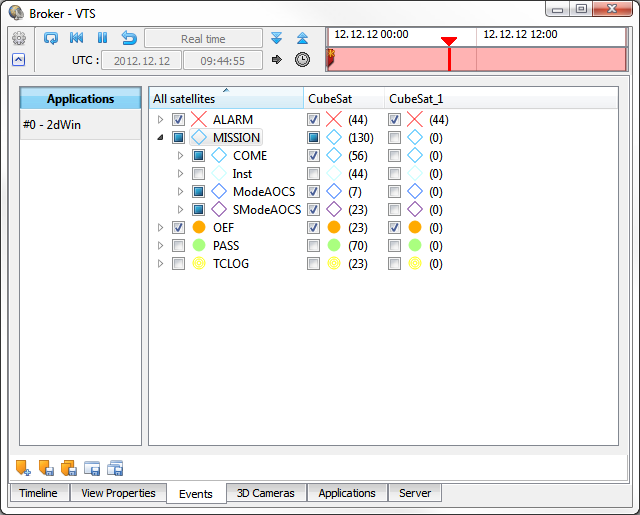 Broker - VTS
Real time
UTC : 2012.12.12 09:44:55
12.12.12 00:00 12.12.12 12:00
Applications
#0 - 2dWin
All satellites CubeSat CubeSat_1
ALARM (44) (44)
MISSION (130) (0)
COME (56) (0)
Inst (44) (0)
ModeAOCS (7) (0)
SModeAOCS (23) (0)
OEF (23) (0)
PASS (70) (0)
TCLOG (23) (0)
Timeline View Properties Events 3D Cameras Applications Server